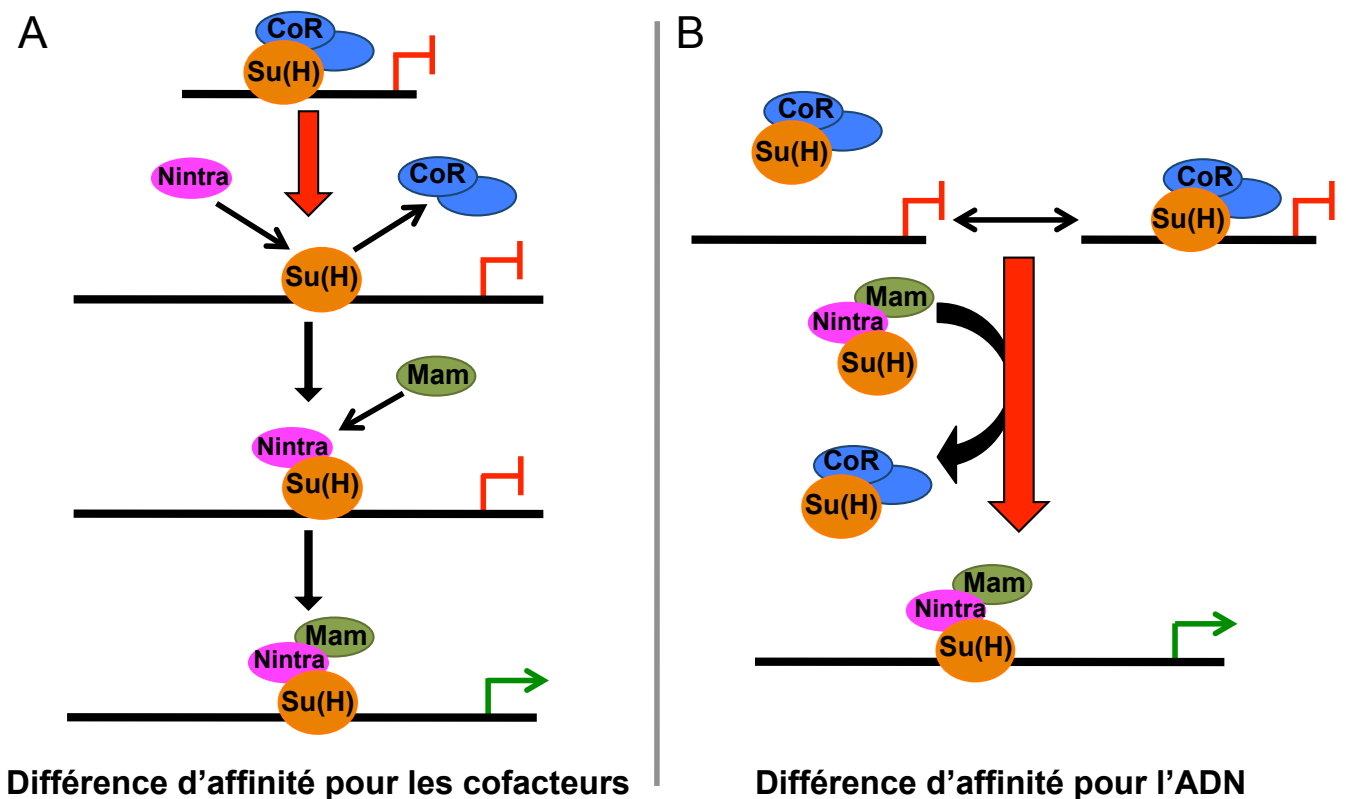 A
CoR
Su(H)
Nintra
CoR
Su(H)
Mam
Nintra
Su(H)
Mam
Nintra
Su(H)
Différence d’affinité pour les cofacteurs
B
CoR
Su(H)
CoR
Su(H)
Mam
Nintra
Su(H)
CoR
Su(H)
Mam
Nintra
Su(H)
Différence d’affinité pour l’ADN